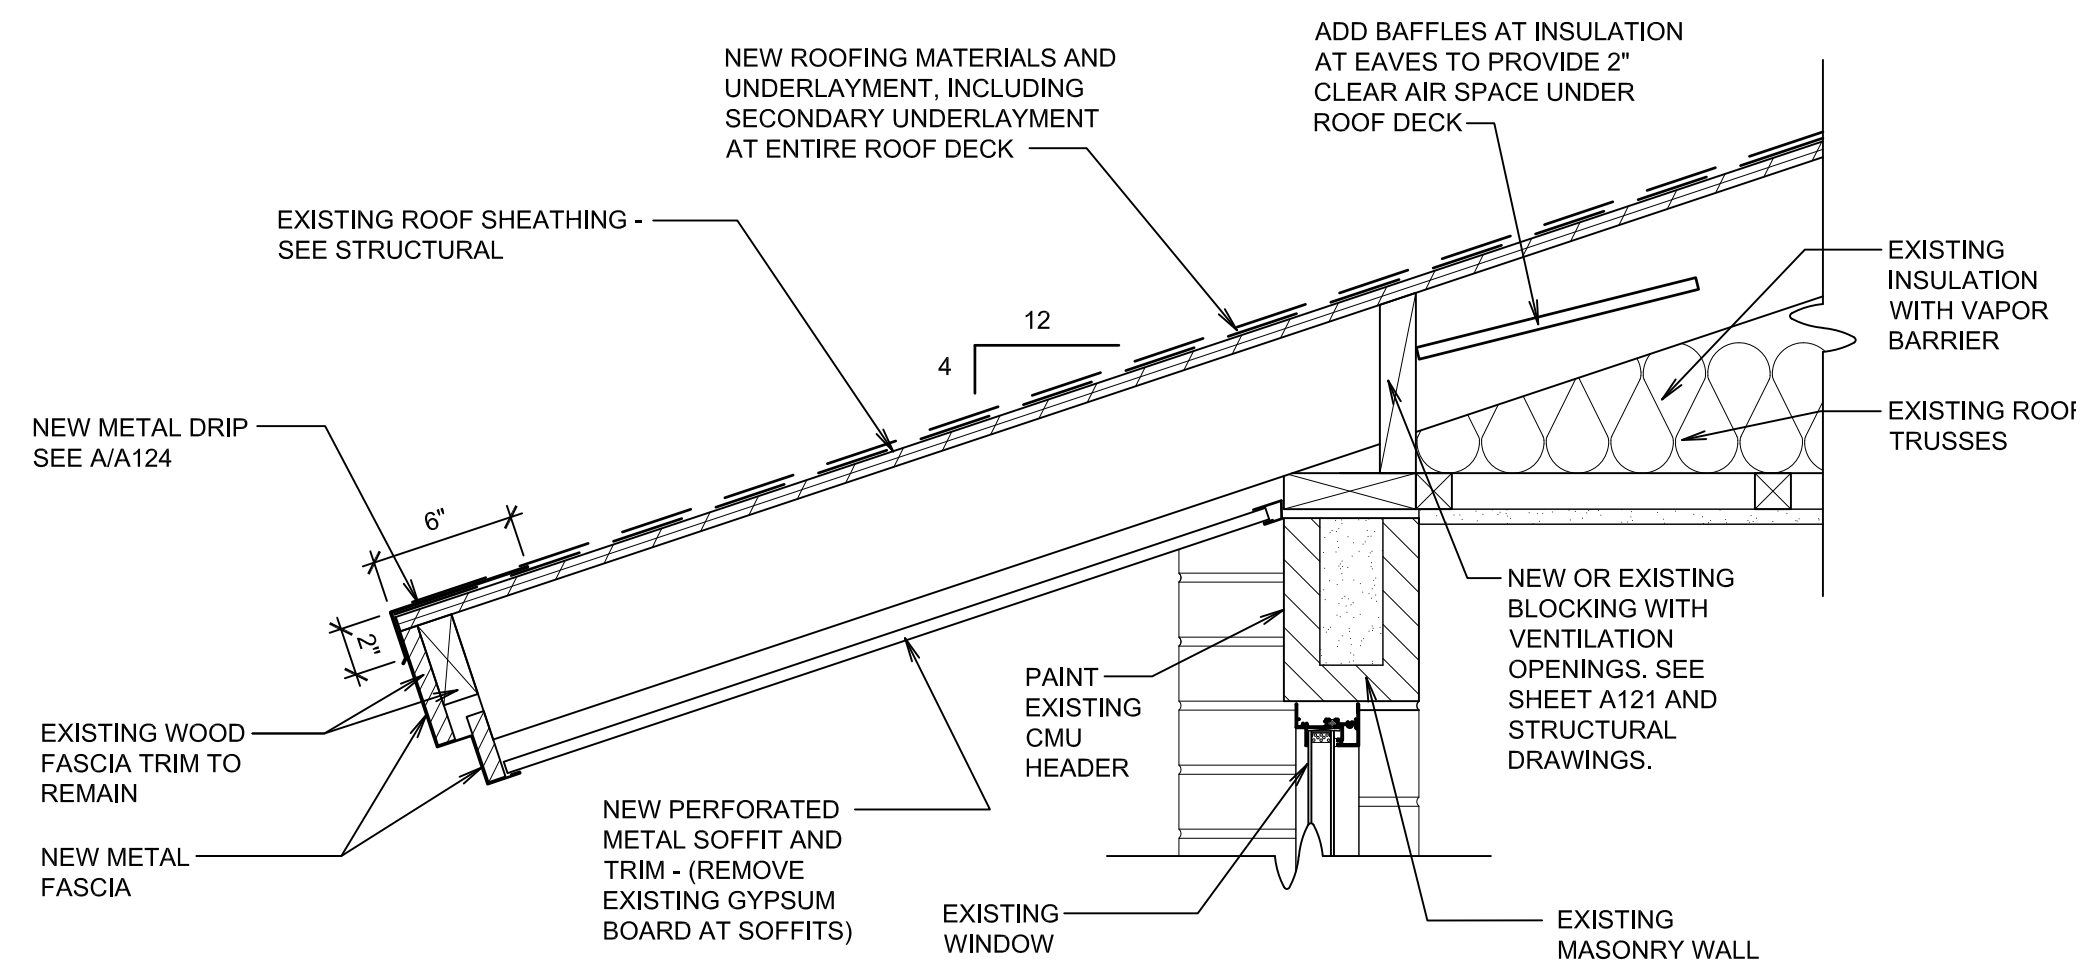 NEW ROOFING MATERIALS AND
UNDERLAYMENT, INCLUDING
SECONDARY UNDERLAYMENT
AT ENTIRE ROOF DECK
ADD BAFFLES AT INSULATION
AT EAVES TO PROVIDE 2"
CLEAR AIR SPACE UNDER
ROOF DECK
EXISTING ROOF SHEATHING -
SEE STRUCTURAL
EXISTING
INSULATION
WITH VAPOR
BARRIER
12
4
NEW METAL DRIP
SEE A/A124
EXISTING ROOF
TRUSSES
6"
2"
NEW OR EXISTING
BLOCKING WITH
VENTILATION
OPENINGS. SEE
SHEET A121 AND
STRUCTURAL
DRAWINGS.
PAINT
EXISTING
CMU
HEADER
EXISTING WOOD
FASCIA TRIM TO
REMAIN
NEW METAL
FASCIA
NEW PERFORATED
METAL SOFFIT AND
TRIM - (REMOVE
EXISTING GYPSUM
BOARD AT SOFFITS)
EXISTING
WINDOW
EXISTING
MASONRY WALL